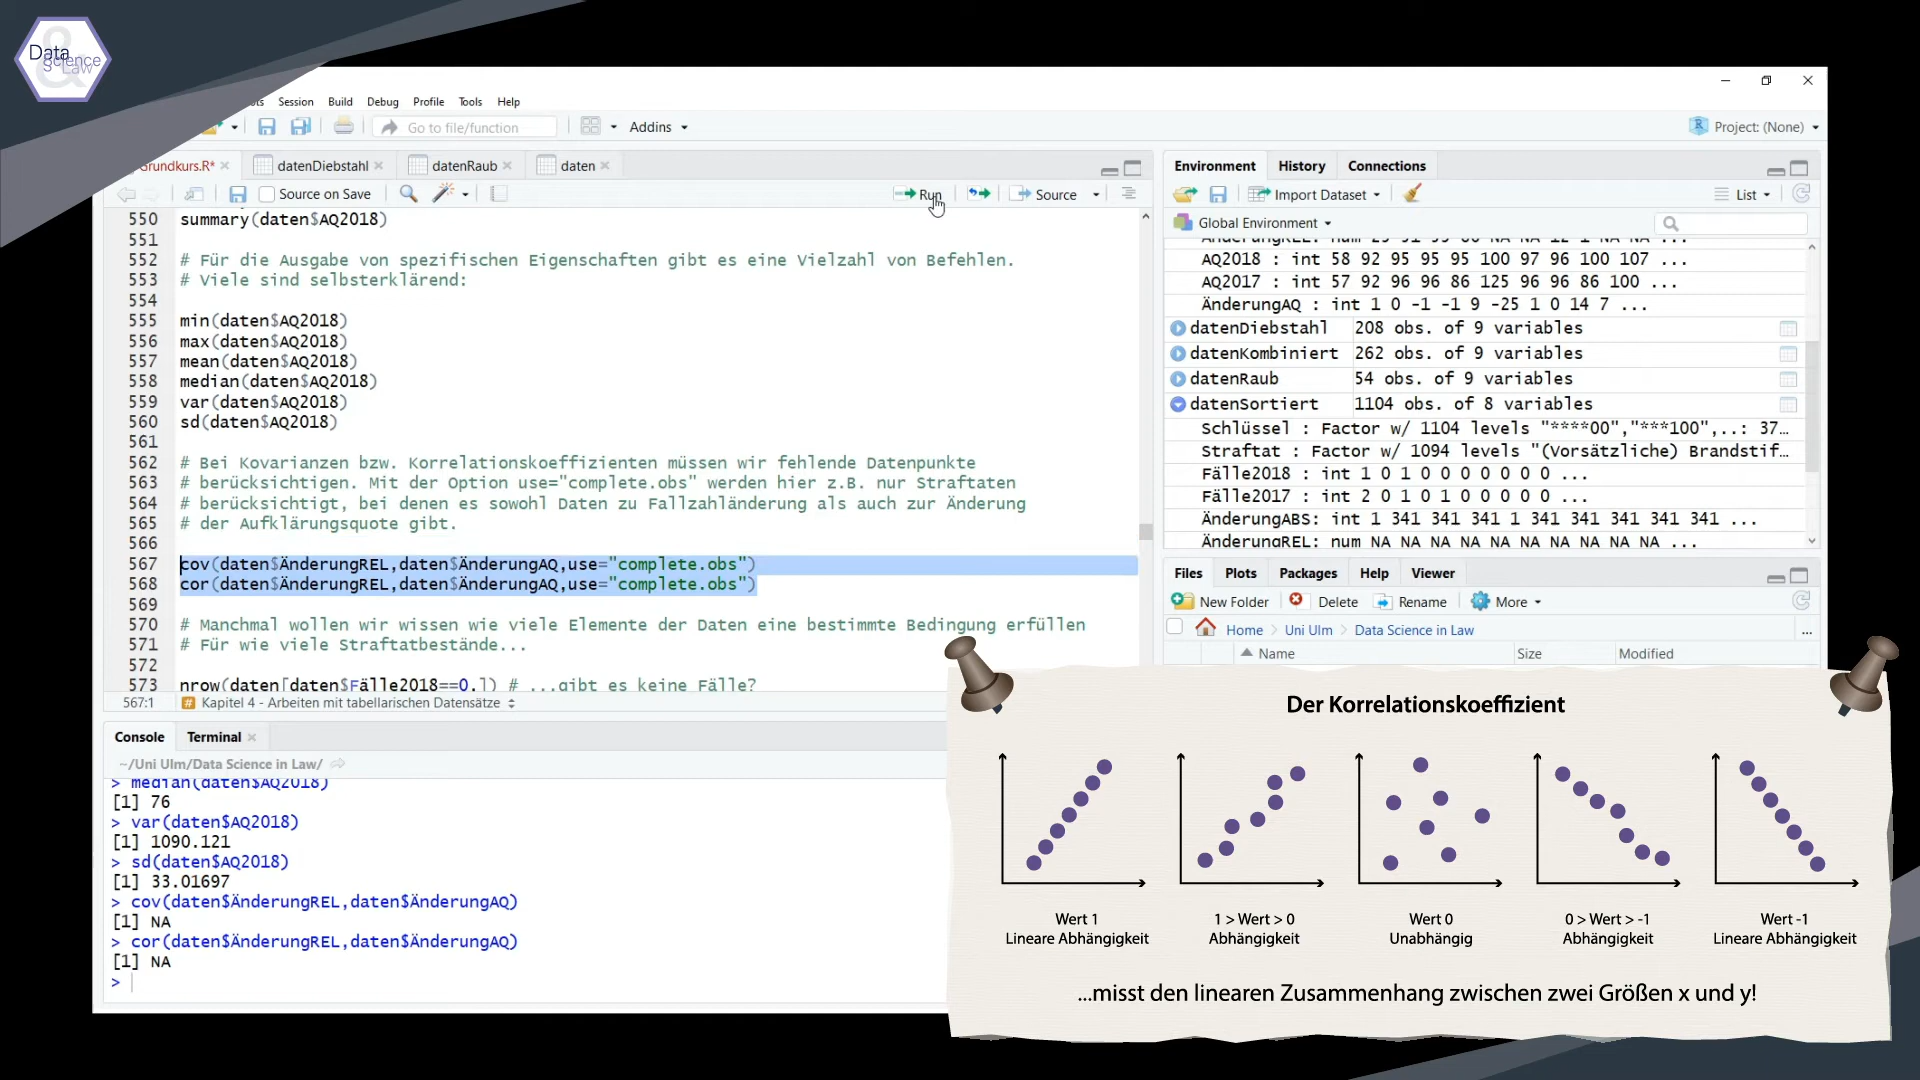 Data
Science
Law
Session Build Debug Profile Tools Help
Go to file/function
Addins
Project: (None)
Grundkurs.R*
datenDiebstahl
datenRaub
daten
Source on Save
Run
Source
550 summary(daten$AQ2018)
551
552 # Für die Ausgabe von spezifischen Eigenschaften gibt es eine Vielzahl von Befehlen.
553 # Viele sind selbsterklärend:
554
555 min(daten$AQ2018)
556 max(daten$AQ2018)
557 mean(daten$AQ2018)
558 median(daten$AQ2018)
559 var(daten$AQ2018)
560 sd(daten$AQ2018)
561
562 # Bei Kovarianzen bzw. Korrelationskoeffizienten müssen wir fehlende Datenpunkte
563 # berücksichtigen. Mit der Option use="complete.obs" werden hier z.B. nur Straftaten
564 # berücksichtigt, bei denen es sowohl Daten zu Fallzahländerung als auch zur Änderung
565 # der Aufklärungsquote gibt.
566
567 cov(daten$ÄnderungREL,daten$ÄnderungAQ,use="complete.obs")
568 cor(daten$ÄnderungREL,daten$ÄnderungAQ,use="complete.obs")
569
570 # Manchmal wollen wir wissen wie viele Elemente der Daten eine bestimmte Bedingung erfüllen
571 # Für wie viele Straftatbestände...
572
573 nrow(daten[daten$Fälle2018==0,]) # ...gibt es keine Fälle?
567:1 # Kapitel 4 - Arbeiten mit tabellarischen Datensätze
Console Terminal
~/Uni Ulm/Data Science in Law/
> median(daten$AQ2018)
[1] 76
> var(daten$AQ2018)
[1] 1090.121
> sd(daten$AQ2018)
[1] 33.01697
> cov(daten$ÄnderungREL,daten$ÄnderungAQ)
[1] NA
> cor(daten$ÄnderungREL,daten$ÄnderungAQ)
[1] NA
>
Environment History Connections
Import Dataset
List
Global Environment
AQ2018 : int 58 92 95 95 95 100 97 96 100 107 ...
AQ2017 : int 57 92 96 96 86 125 96 96 86 100 ...
ÄnderungAQ : int 1 0 -1 -1 9 -25 1 0 14 7 ...
datenDiebstahl 208 obs. of 9 variables
datenKombiniert 262 obs. of 9 variables
datenRaub 54 obs. of 9 variables
datenSortiert 1104 obs. of 8 variables
Schlüssel : Factor w/ 1104 levels "****00","***100",..: 37…
Straftat : Factor w/ 1094 levels "(Vorsätzliche) Brandstif…
Fälle2018 : int 1 0 1 0 0 0 0 0 0 0 ...
Fälle2017 : int 2 0 1 0 1 0 0 0 0 0 ...
ÄnderungABS: int 1 341 341 341 1 341 341 341 341 341 ...
ÄnderungREL: num NA NA NA NA NA NA NA NA NA NA ...
Files Plots Packages Help Viewer
New Folder Delete Rename More
Home Uni Ulm Data Science in Law ...
Name Size Modified
Der Korrelationskoeffizient
Wert 1
Lineare Abhängigkeit
1 > Wert > 0
Abhängigkeit
Wert 0
Unabhängig
0 > Wert > -1
Abhängigkeit
Wert -1
Lineare Abhängigkeit
...misst den linearen Zusammenhang zwischen zwei Größen x und y!